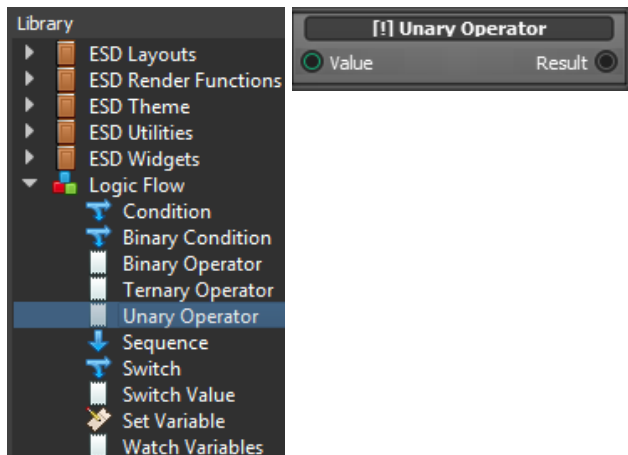 Library
ESD Layouts
ESD Render Functions
ESD Theme
ESD Utilities
ESD Widgets
Logic Flow
Condition
Binary Condition
Binary Operator
Ternary Operator
Unary Operator
Sequence
Switch
Switch Value
Set Variable
Watch Variables
[!] Unary Operator
Value Result